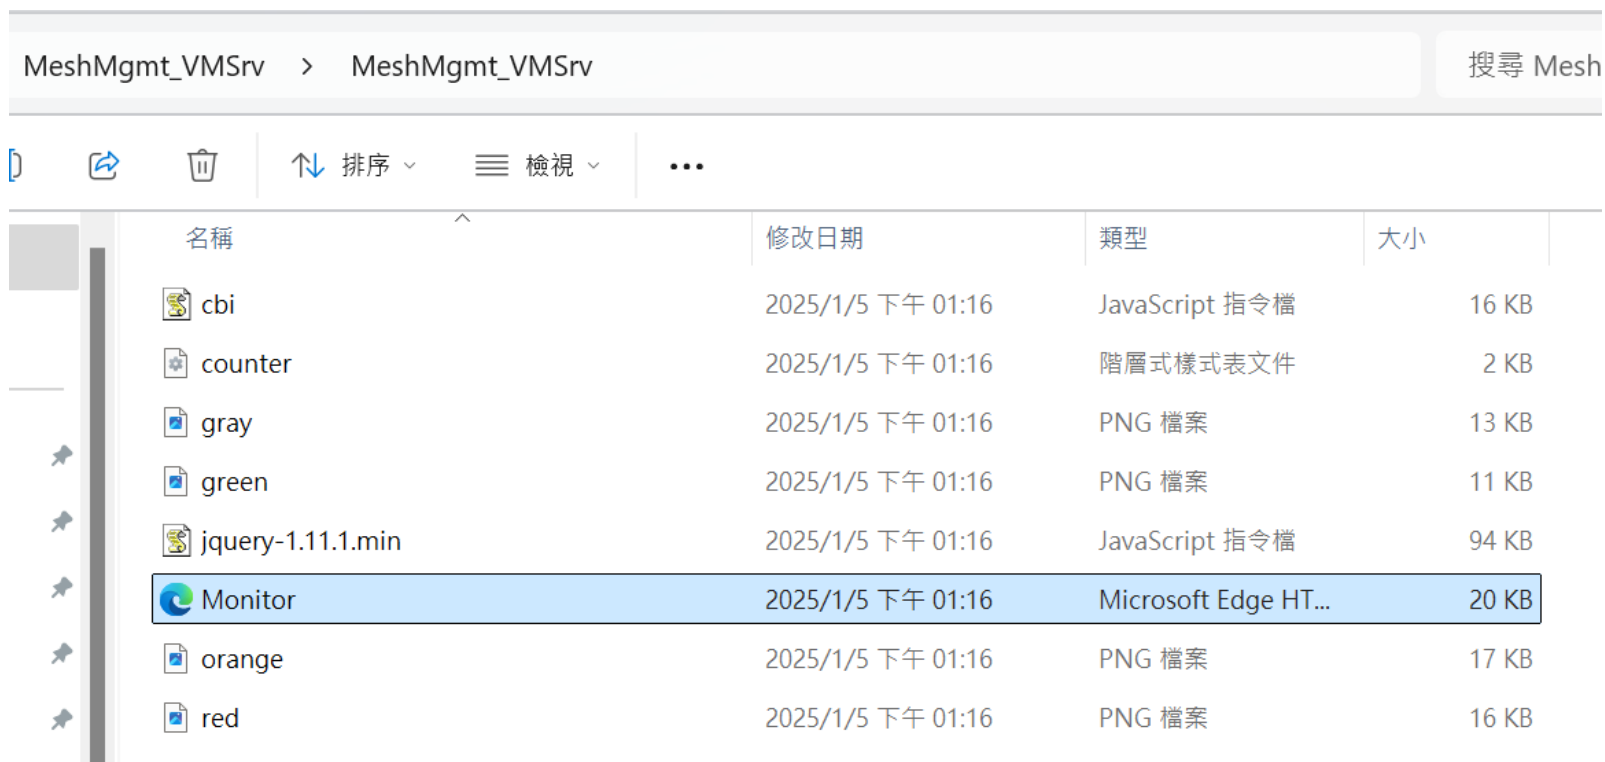 MeshMgmt_VMSrv > MeshMgmt_VMSrv 搜尋 Mesh
排序 檢視 •••
名稱 修改日期 類型 大小
cbi 2025/1/5 下午 01:16 JavaScript 指令檔 16 KB
counter 2025/1/5 下午 01:16 階層式樣式表文件 2 KB
gray 2025/1/5 下午 01:16 PNG 檔案 13 KB
green 2025/1/5 下午 01:16 PNG 檔案 11 KB
jquery-1.11.1.min 2025/1/5 下午 01:16 JavaScript 指令檔 94 KB
Monitor 2025/1/5 下午 01:16 Microsoft Edge HT... 20 KB
orange 2025/1/5 下午 01:16 PNG 檔案 17 KB
red 2025/1/5 下午 01:16 PNG 檔案 16 KB